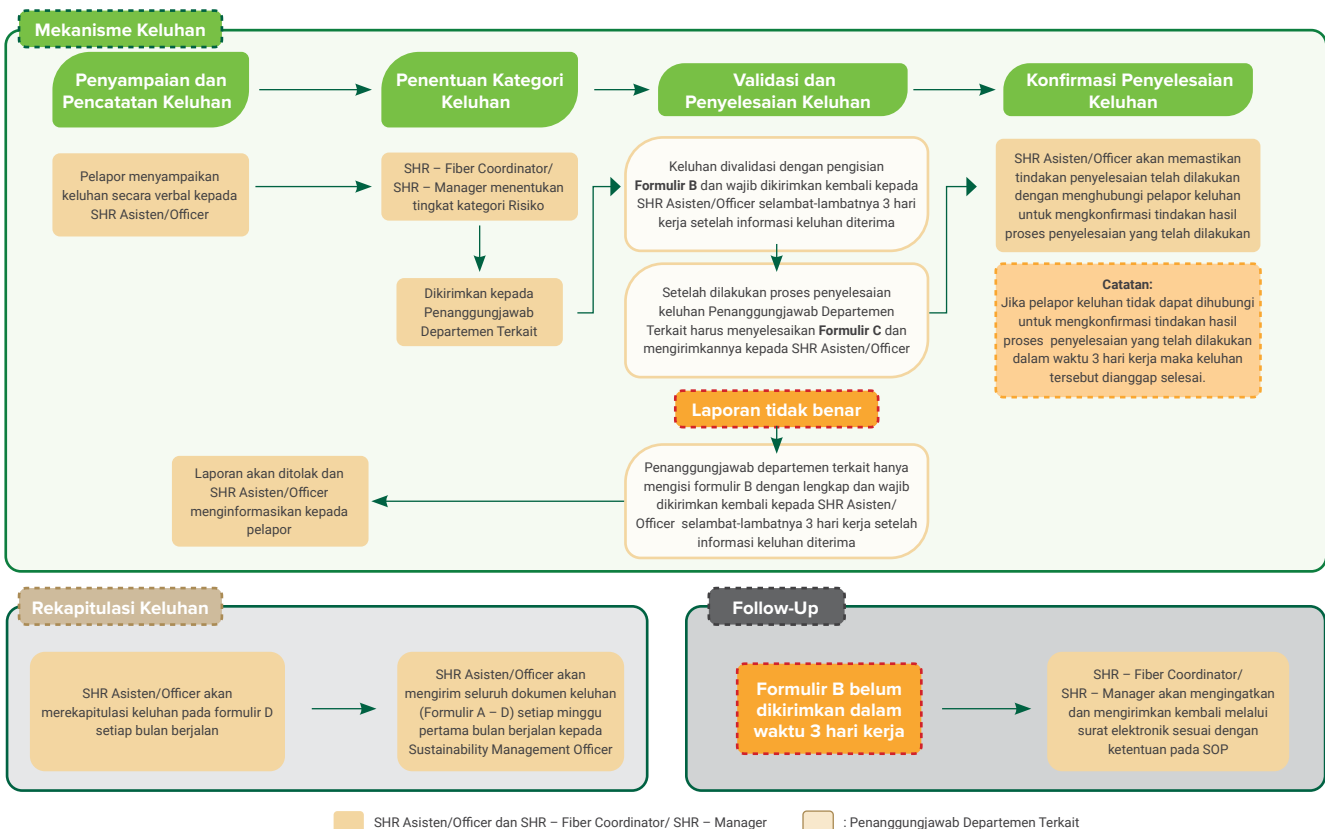 Mekanisme Keluhan
Penyampaian dan
Pencatatan Keluhan
Penentuan Kategori
Keluhan
Validasi dan
Penyelesaian Keluhan
Konfirmasi Penyelesaian
Keluhan
Pelapor menyampaikan
keluhan secara verbal kepada
SHR Asisten/Officer
SHR – Fiber Coordinator/
SHR – Manager menentukan
tingkat kategori Risiko
Dikirimkan kepada
Penanggungjawab
Departemen Terkait
Keluhan divalidasi dengan pengisian
Formulir B dan wajib dikirimkan kembali kepada
SHR Asisten/Officer selambat-lambatnya 3 hari
kerja setelah informasi keluhan diterima
Setelah dilakukan proses penyelesaian
keluhan Penanggungjawab Departemen
Terkait harus menyelesaikan Formulir C dan
mengirimkannya kepada SHR Asisten/Officer
SHR Asisten/Officer akan memastikan
tindakan penyelesaian telah dilakukan
dengan menghubungi pelapor keluhan
untuk mengkonfirmasi tindakan hasil
proses penyelesaian yang telah dilakukan
Catatan:
Jika pelapor keluhan tidak dapat dihubungi
untuk mengkonfirmasi tindakan hasil
proses penyelesaian yang telah dilakukan
dalam waktu 3 hari kerja maka keluhan
tersebut dianggap selesai.
Laporan tidak benar
Penanggungjawab departemen terkait hanya
mengisi formulir B dengan lengkap dan wajib
dikirimkan kembali kepada SHR Asisten/
Officer selambat-lambatnya 3 hari kerja setelah
informasi keluhan diterima
Laporan akan ditolak dan
SHR Asisten/Officer
menginformasikan kepada
pelapor
Rekapitulasi Keluhan
SHR Asisten/Officer akan
merekapitulasi keluhan pada formulir D
setiap bulan berjalan
SHR Asisten/Officer akan
mengirim seluruh dokumen keluhan
(Formulir A – D) setiap minggu
pertama bulan berjalan kepada
Sustainability Management Officer
Follow-Up
Formulir B belum
dikirimkan dalam
waktu 3 hari kerja
SHR – Fiber Coordinator/
SHR – Manager akan mengingatkan
dan mengirimkan kembali melalui
surat elektronik sesuai dengan
ketentuan pada SOP
SHR Asisten/Officer dan SHR – Fiber Coordinator/ SHR – Manager
: Penanggungjawab Departemen Terkait